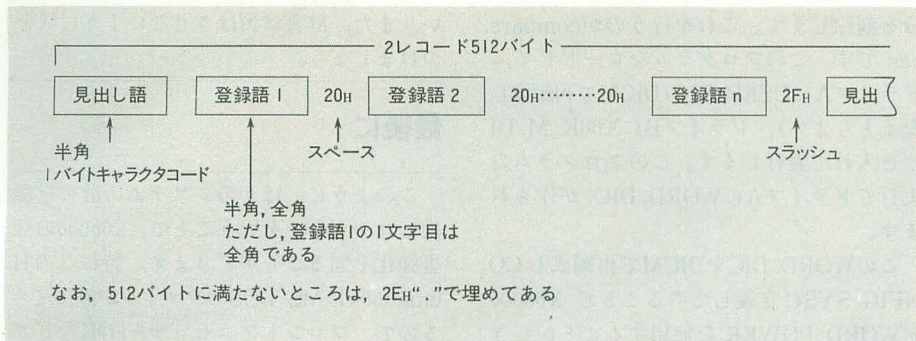 2レコード512バイト
見出し語 登録語1 20H 登録語2 20H……20H 登録語n 2FH 見出
半角
1バイトキャラクタコード
スペース
スラッシュ
半角,全角
ただし,登録語1の1文字目は
全角である
なお,512バイトに満たないところは,2EH“.”で埋めてある